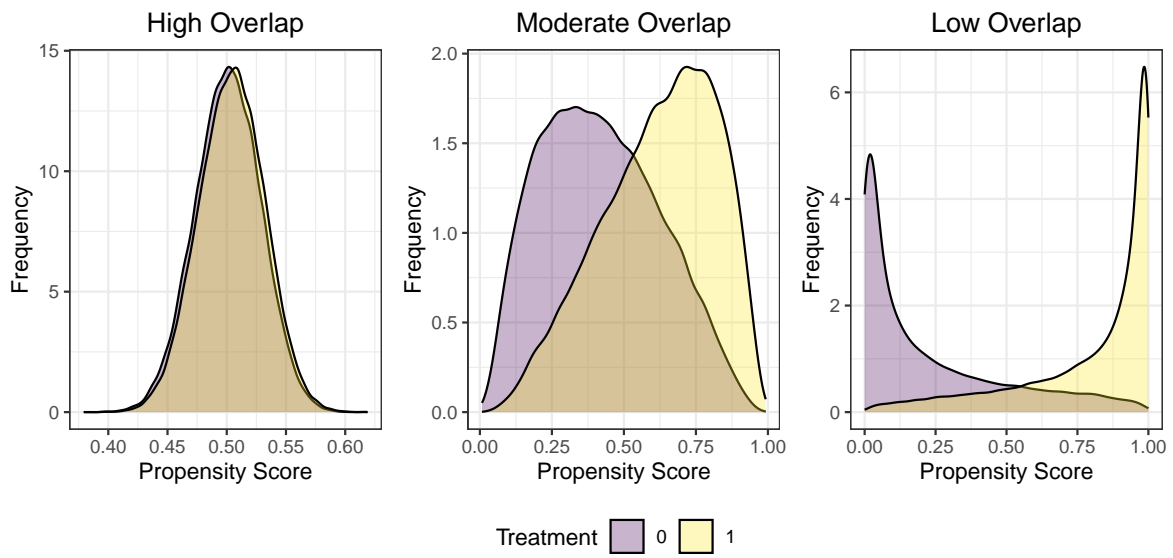 High Overlap
Moderate Overlap
Low Overlap
15
10
5
0
Frequency
0.40 0.45 0.50 0.55 0.60
Propensity Score
2.0
1.5
1.0
0.5
0.0
Frequency
0.00 0.25 0.50 0.75 1.00
Propensity Score
6
4
2
0
Frequency
0.00 0.25 0.50 0.75 1.00
Propensity Score
Treatment 0 1